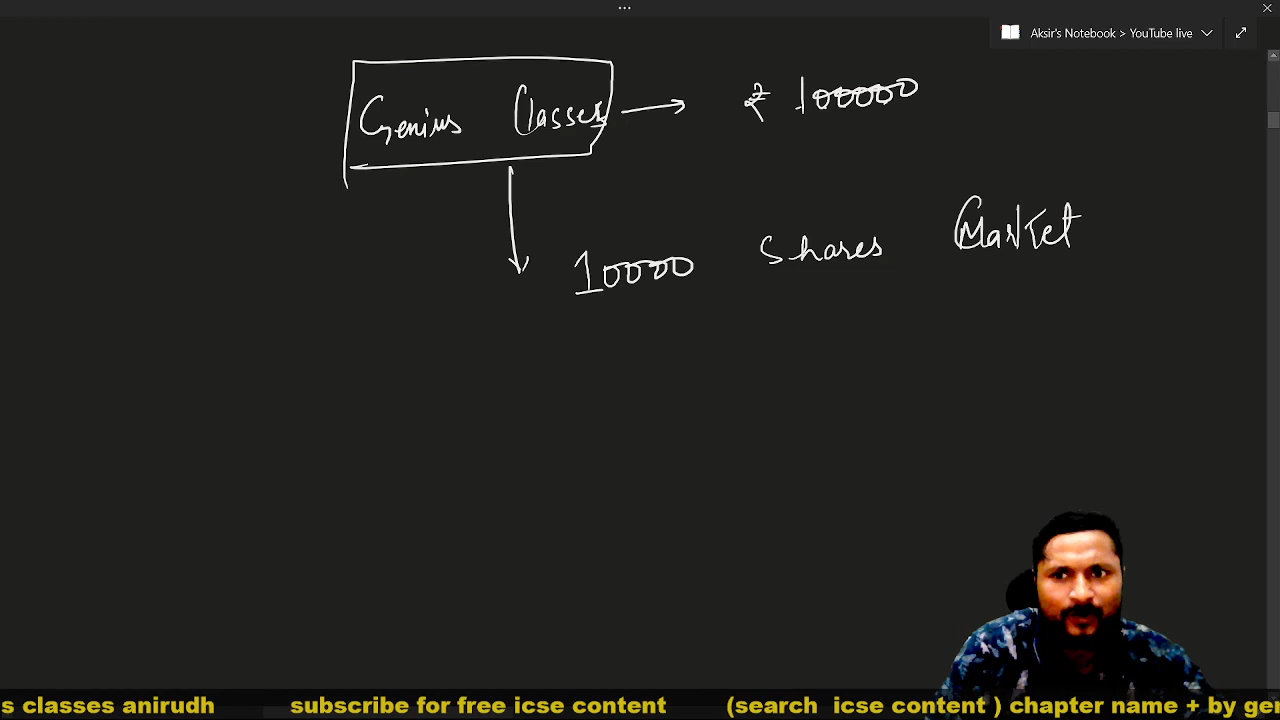 ...
Aksir's Notebook > YouTube live
Genius Classes → ₹ 100000
10000 shares Market
s classes anirudh subscribe for free icse content (search icse content ) chapter name + by ge